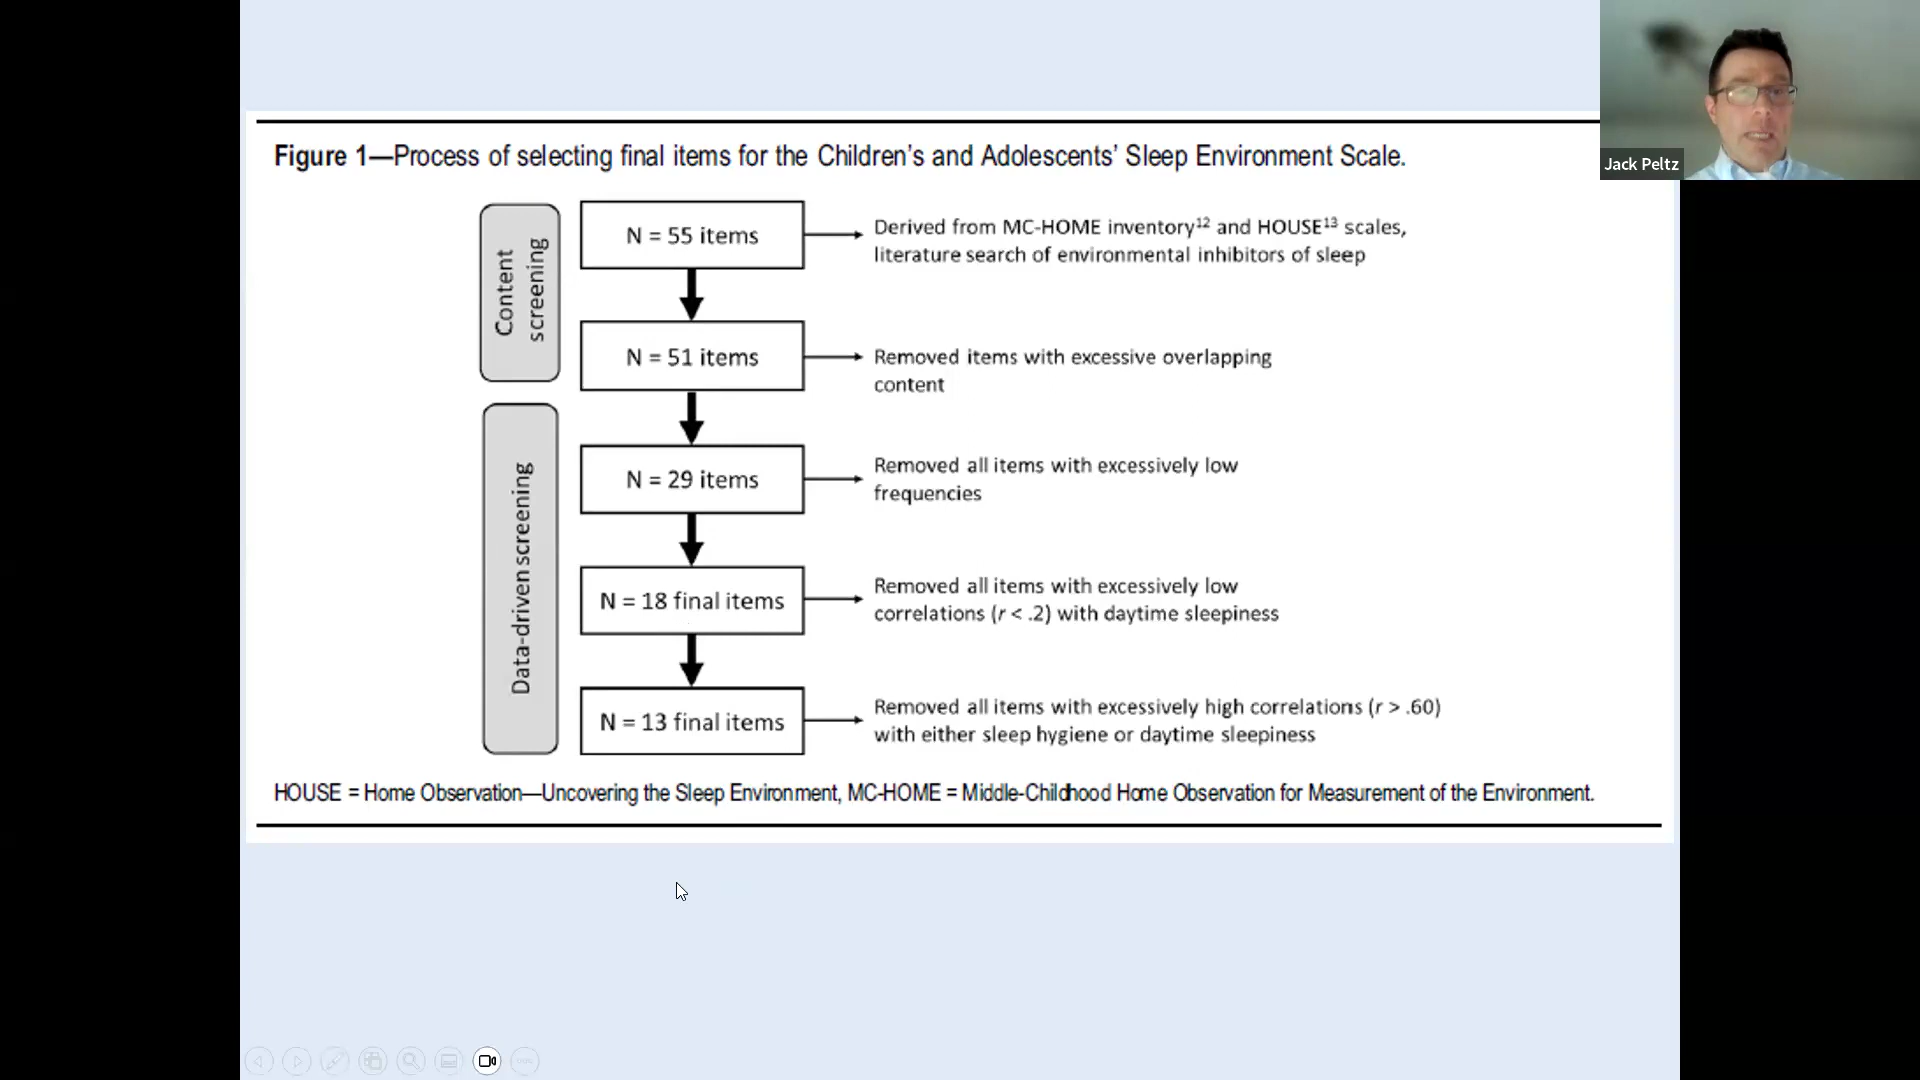 Figure 1—Process of selecting final items for the Children's and Adolescents' Sleep Environment Scale.
Jack Peltz
Content
screening
N = 55 items
Derived from MC-HOME inventory12 and HOUSE13 scales,
literature search of environmental inhibitors of sleep
N = 51 items
Removed items with excessive overlapping
content
Data-driven screening
N = 29 items
Removed all items with excessively low
frequencies
N = 18 final items
Removed all items with excessively low
correlations (r < .2) with daytime sleepiness
N = 13 final items
Removed all items with excessively high correlations (r > .60)
with either sleep hygiene or daytime sleepiness
HOUSE = Home Observation—Uncovering the Sleep Environment, MC-HOME = Middle-Childhood Home Observation for Measurement of the Environment.